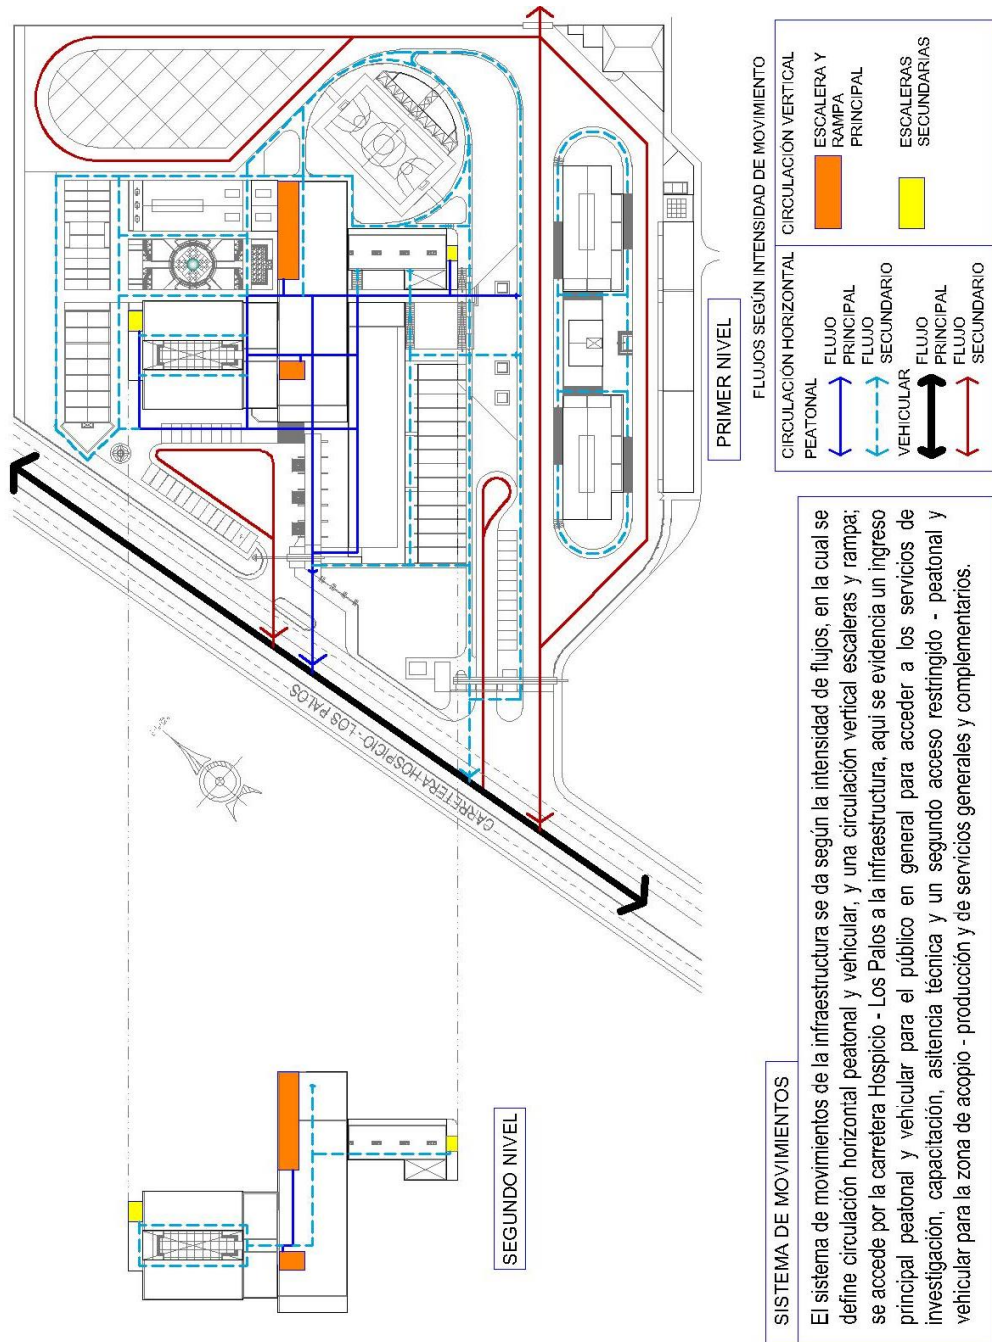 CARRETERA HOSPICIO - LOS PALOS
SEGUNDO NIVEL
PRIMER NIVEL
SISTEMA DE MOVIMIENTOS
El sistema de movimientos de la infraestructura se da según la intensidad de flujos, en la cual se
define circulación horizontal peatonal y vehicular, y una circulación vertical escaleras y rampa;
se accede por la carretera Hospicio - Los Palos a la infraestructura, aquí se evidencia un ingreso
principal peatonal y vehicular para el público en general para acceder a los servicios de
investigación, capacitación, asitencia técnica y un segundo acceso restringido - peatonal y
vehicular para la zona de acopio - producción y de servicios generales y complementarios.
FLUJOS SEGÚN INTENSIDAD DE MOVIMIENTO
CIRCULACIÓN HORIZONTAL
PEATONAL
FLUJO
PRINCIPAL
FLUJO
SECUNDARIO
VEHICULAR
FLUJO
PRINCIPAL
FLUJO
SECUNDARIO
CIRCULACIÓN VERTICAL
ESCALERA Y
RAMPA
PRINCIPAL
ESCALERAS
SECUNDARIAS